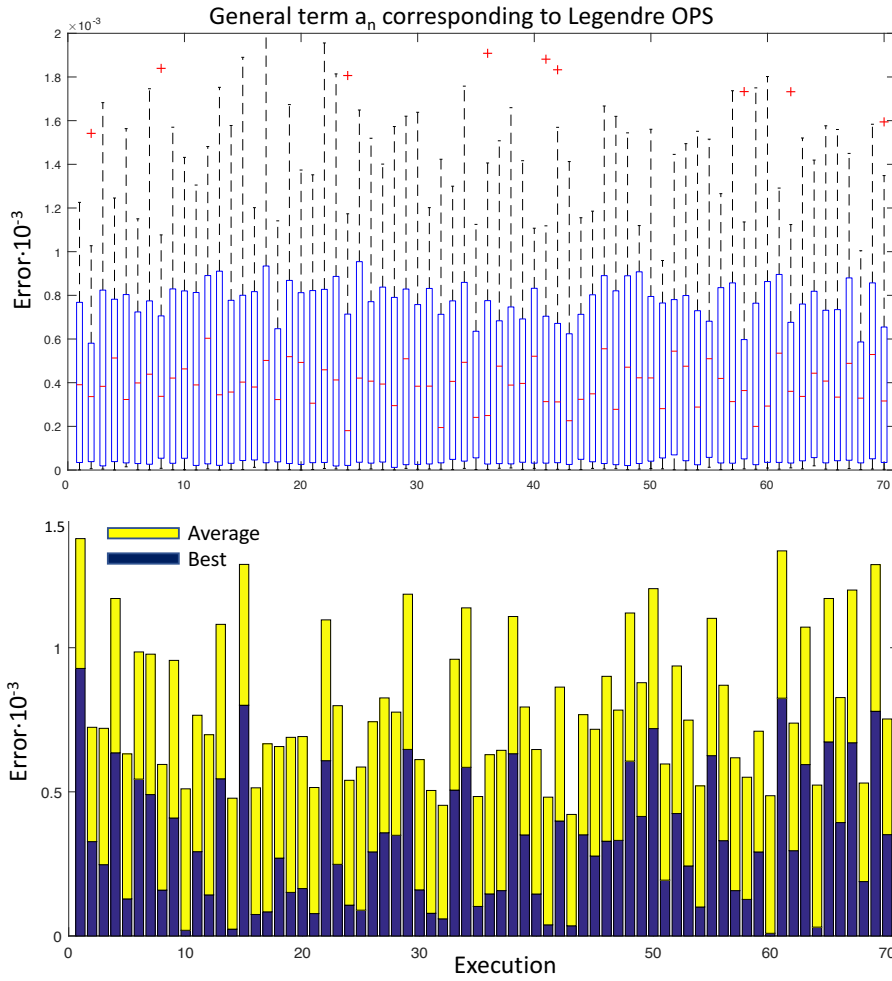 General term a_n corresponding to Legendre OPS
×10⁻³
2
1.8
1.6
1.4
1.2
1
0.8
0.6
0.4
0.2
0
Error·10⁻³
0 10 20 30 40 50 60 70
1.5
1
0.5
0
Average
Best
Error·10⁻³
0 10 20 30 40 50 60 70
Execution